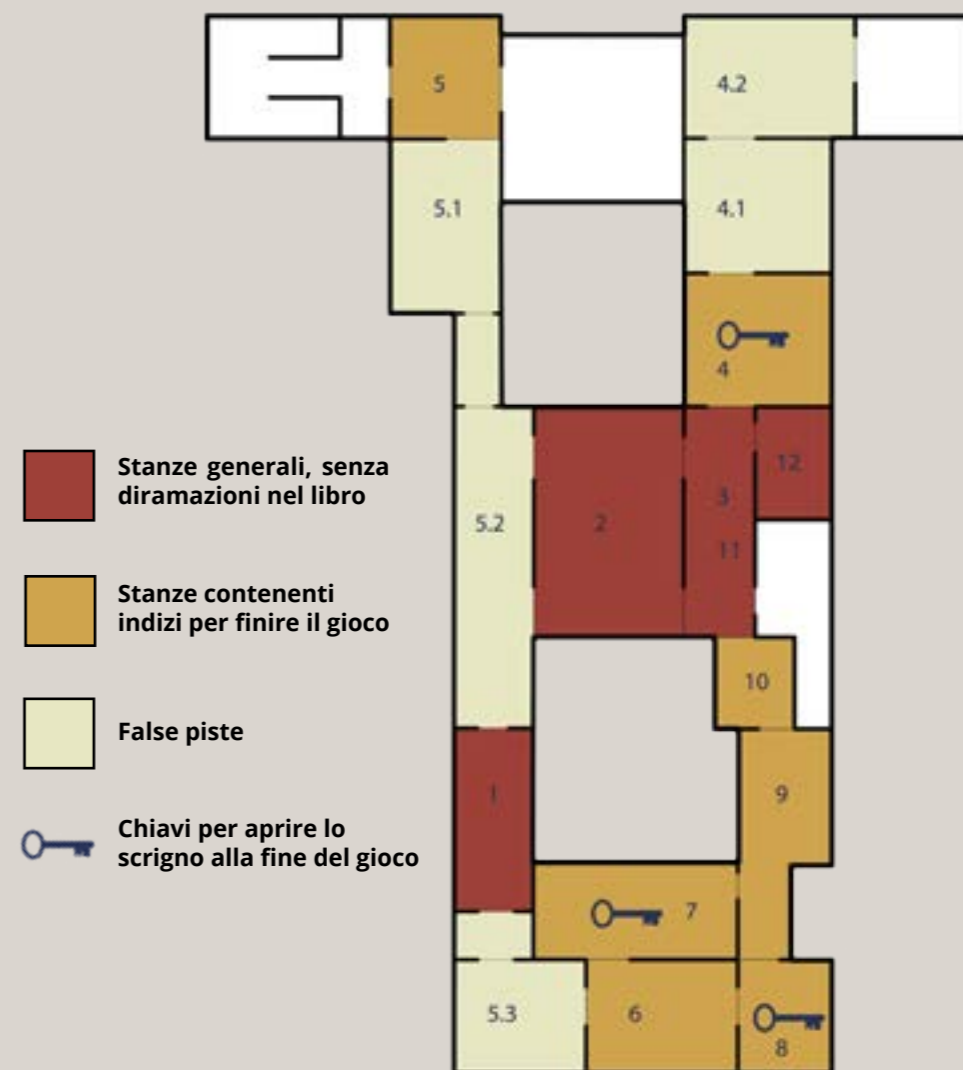 5
4.2
5.1
4.1
4
12
3
5.2
2
11
10
1
9
7
5.3
6
8
Stanze generali, senza
diramazioni nel libro
Stanze contenenti
indizi per finire il gioco
False piste
Chiavi per aprire lo
scrigno alla fine del gioco